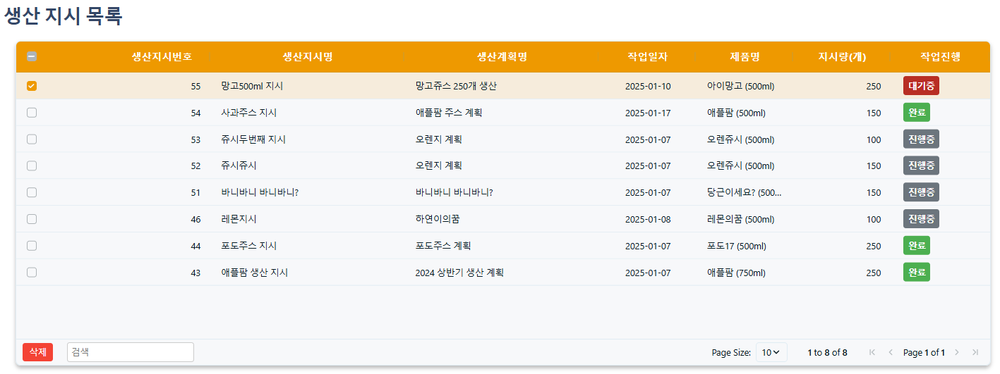 생산 지시 목록
생산지시번호 생산지시명 생산계획명 작업일자 제품명 지시량(개) 작업진행
55 망고500ml 지시 망고쥬스 250개 생산 2025-01-10 아이망고 (500ml) 250 대기중
54 사과주스 지시 애플팜 주스 계획 2025-01-17 애플팜 (500ml) 150 완료
53 쥬시두번째 지시 오렌지 계획 2025-01-07 오렌쥬시 (500ml) 100 진행중
52 쥬시쥬시 오렌지 계획 2025-01-07 오렌쥬시 (500ml) 150 진행중
51 바니바니 바니바니? 바니바니 바니바니? 2025-01-07 당근이세요? (500... 150 진행중
46 레몬지시 하연이의꿈 2025-01-08 레몬의꿈 (500ml) 100 진행중
44 포도주스 지시 포도주스 계획 2025-01-07 포도17 (500ml) 250 완료
43 애플팜 생산 지시 2024 상반기 생산 계획 2025-01-07 애플팜 (750ml) 250 완료
삭제 검색 Page Size: 10 1 to 8 of 8 Page 1 of 1